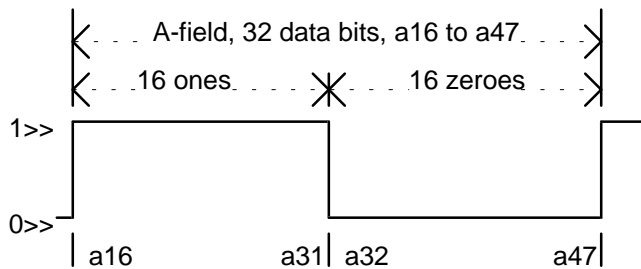 A-field, 32 data bits, a16 to a47
16 ones 16 zeroes
1>>
0>>
a16 a31 a32 a47